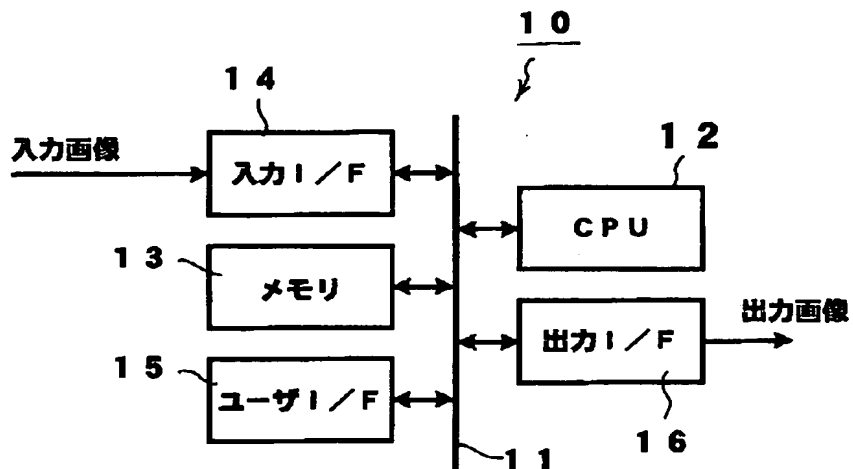 １０
１４
入力画像
入力Ｉ／Ｆ
１２
ＣＰＵ
１３
メモリ
出力画像
出力Ｉ／Ｆ
１５
ユーザＩ／Ｆ
１６
１１